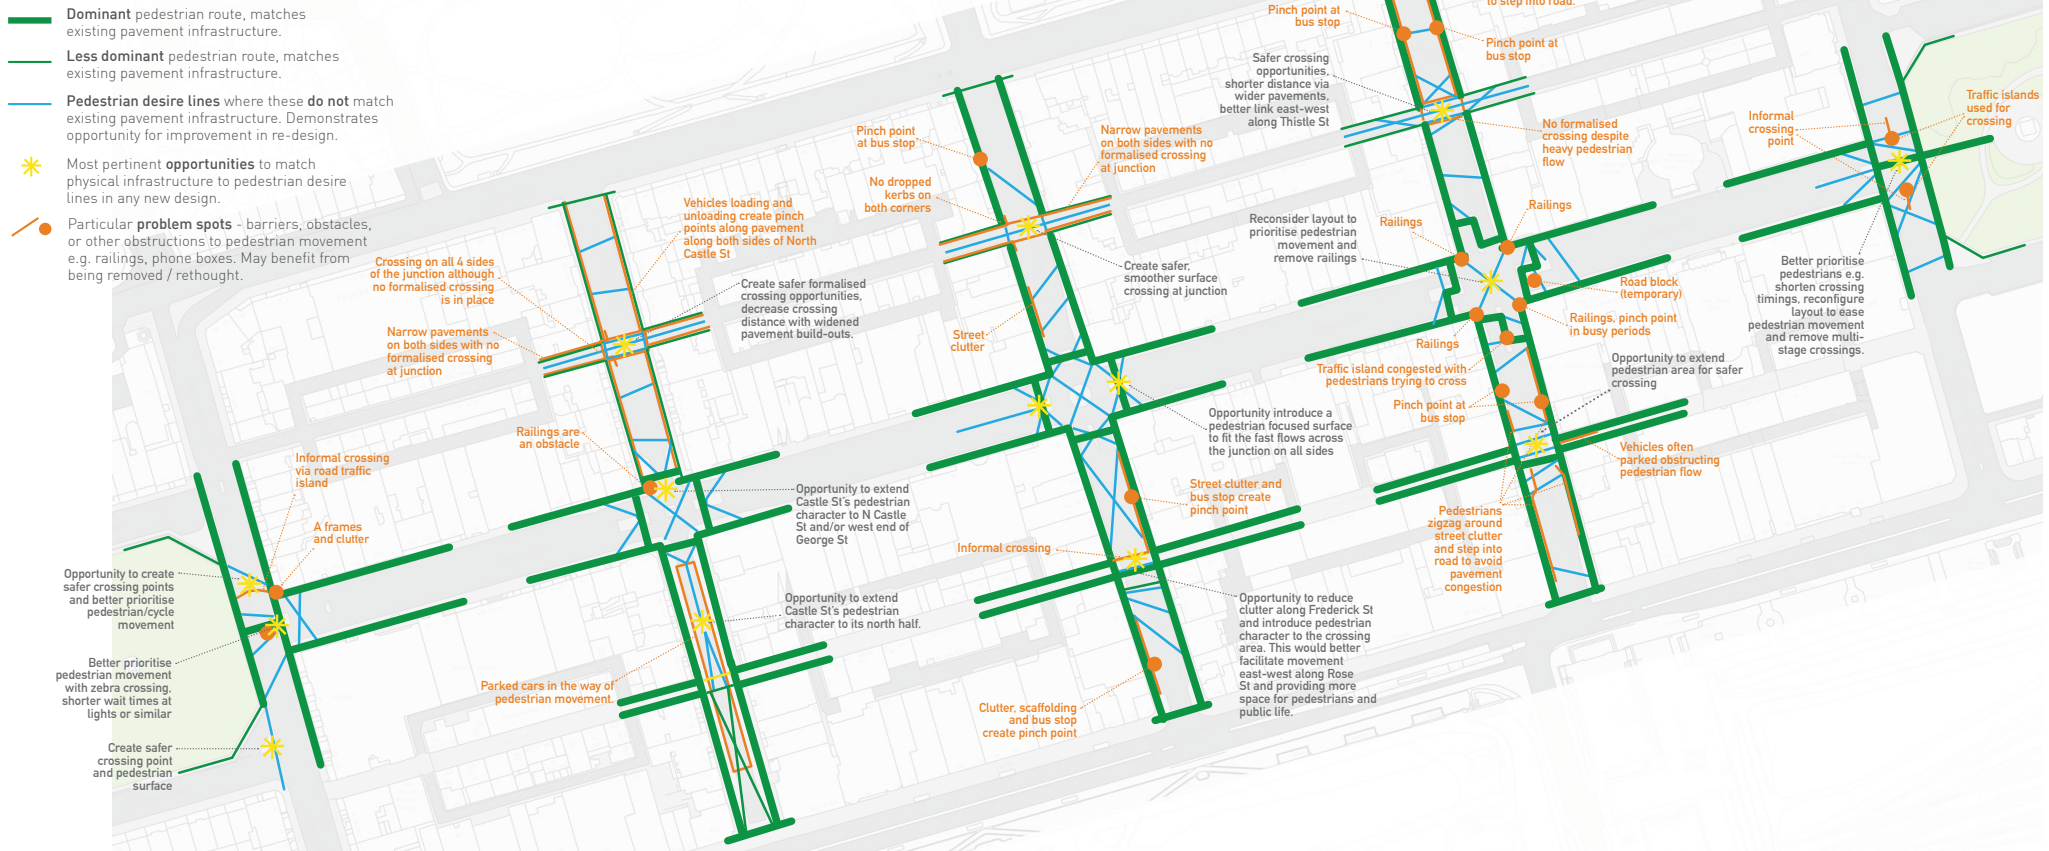 Dominant pedestrian route, matches
existing pavement infrastructure.
Less dominant pedestrian route, matches
existing pavement infrastructure.
Pedestrian desire lines where these do not match
existing pavement infrastructure. Demonstrates
opportunity for improvement in re-design.
Most pertinent opportunities to match
physical infrastructure to pedestrian desire
lines in any new design.
Particular problem spots - barriers, obstacles,
or other obstructions to pedestrian movement
e.g. railings, phone boxes. May benefit from
being removed / rethought.
Crossing on all 4 sides
of the junction although
no formalised crossing
is in place
Narrow pavements
on both sides with no
formalised crossing
at junction
Vehicles loading and
unloading create pinch
points along pavement
along both sides of North
Castle St
Create safer formalised
crossing opportunities,
decrease crossing
distance with widened
pavement build-outs.
Railings are
an obstacle
Informal crossing
via road traffic
island
A frames
and clutter
Opportunity to create
safer crossing points
and better prioritise
pedestrian/cycle
movement
Better prioritise
pedestrian movement
with zebra crossing,
shorter wait times at
lights or similar
Create safer
crossing point
and pedestrian
surface
Opportunity to extend
Castle St's pedestrian
character to N Castle
St and/or west end of
George St
Opportunity to extend
Castle St's pedestrian
character to its north half.
Parked cars in the way of
pedestrian movement.
Pinch point
at bus stop
No dropped
kerbs on
both corners
Narrow pavements
on both sides with no
formalised crossing
at junction
Create safer,
smoother surface
crossing at junction
Street
clutter
Opportunity introduce a
pedestrian focused surface
to fit the fast flows across
the junction on all sides
Street clutter and
bus stop create
pinch point
Informal crossing
Opportunity to reduce
clutter along Frederick St
and introduce pedestrian
character to the crossing
area. This would better
facilitate movement
east-west along Rose
St and providing more
space for pedestrians and
public life.
Clutter, scaffolding
and bus stop
create pinch point
Pinch point at
bus stop
to step into road.
Pinch point at
bus stop
Safer crossing
opportunities,
shorter distance via
wider pavements,
better link east-west
along Thistle St
No formalised
crossing despite
heavy pedestrian
flow
Reconsider layout to
prioritise pedestrian
movement and
remove railings
Railings
Railings
Road block
(temporary)
Railings, pinch point
in busy periods
Railings
Traffic island congested with
pedestrians trying to cross
Pinch point at
bus stop
Opportunity to extend
pedestrian area for safer
crossing
Vehicles often
parked obstructing
pedestrian flow
Pedestrians
zigzag around
street clutter
and step into
road to avoid
pavement
congestion
Informal
crossing
point
Traffic islands
used for
crossing
Better prioritise
pedestrians e.g.
shorten crossing
timings, reconfigure
layout to ease
pedestrian movement
and remove multi-
stage crossings.